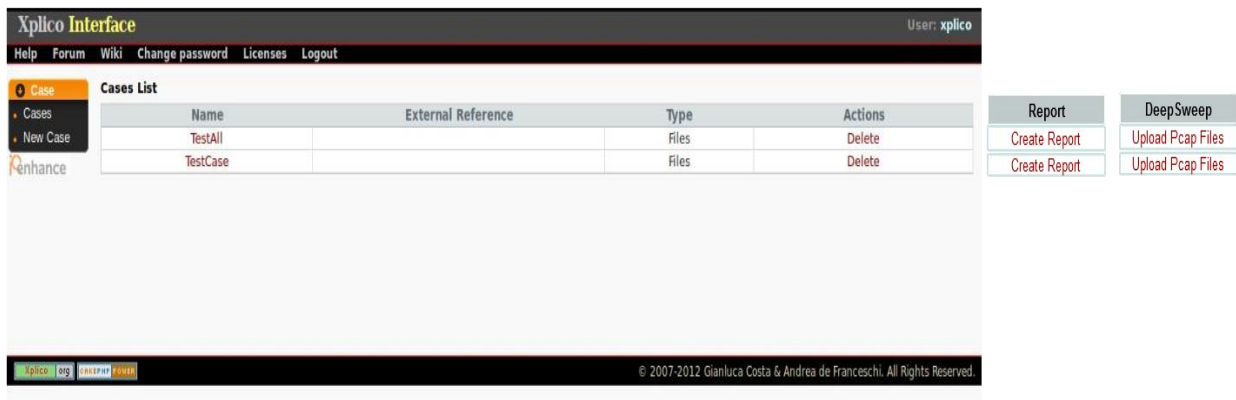 Xplico Interface User: xplico
Help Forum Wiki Change password Licenses Logout
Case
Cases
New Case
enhance
Cases List
Name External Reference Type Actions Report DeepSweep
TestAll Files Delete Create Report Upload Pcap Files
TestCase Files Delete Create Report Upload Pcap Files
Xplico org CAKEPHP POWER © 2007-2012 Gianluca Costa & Andrea de Franceschi. All Rights Reserved.